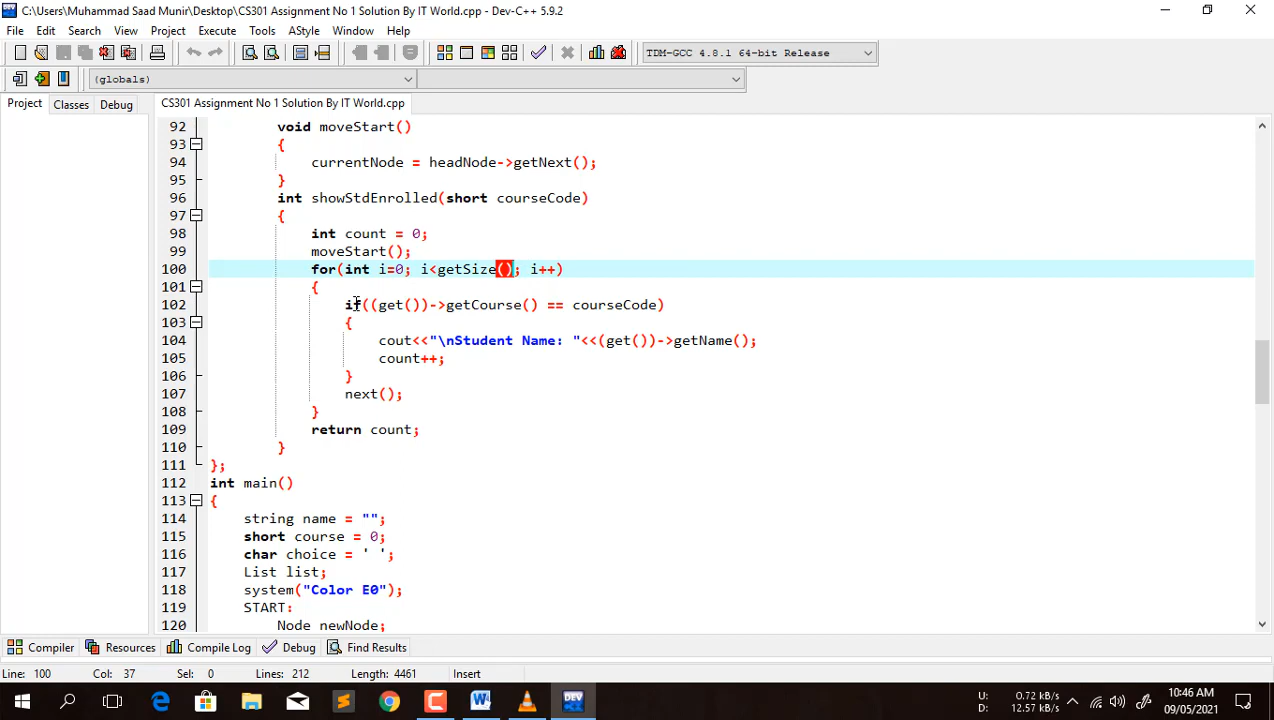 C:\Users\Muhammad Saad Munir\Desktop\CS301 Assignment No 1 Solution By IT World.cpp - Dev-C++ 5.9.2
File Edit Search View Project Execute Tools AStyle Window Help
TDM-GCC 4.8.1 64-bit Release
(globals)
Project Classes Debug
CS301 Assignment No 1 Solution By IT World.cpp
92 void moveStart()
93 {
94 currentNode = headNode->getNext();
95 }
96 int showStdEnrolled(short courseCode)
97 {
98 int count = 0;
99 moveStart();
100 for(int i=0; i<getSize(); i++)
101 {
102 if((get())->getCourse() == courseCode)
103 {
104 cout<<"\nStudent Name: "<<(get())->getName();
105 count++;
106 }
107 next();
108 }
109 return count;
110 }
111 };
112 int main()
113 {
114 string name = "";
115 short course = 0;
116 char choice = ' ';
117 List list;
118 system("Color E0");
119 START:
120 Node newNode;
Compiler Resources Compile Log Debug Find Results
Line: 100 Col: 37 Sel: 0 Lines: 212 Length: 4461 Insert
U: 0.72 kB/s
D: 12.57 kB/s
10:46 AM
09/05/2021